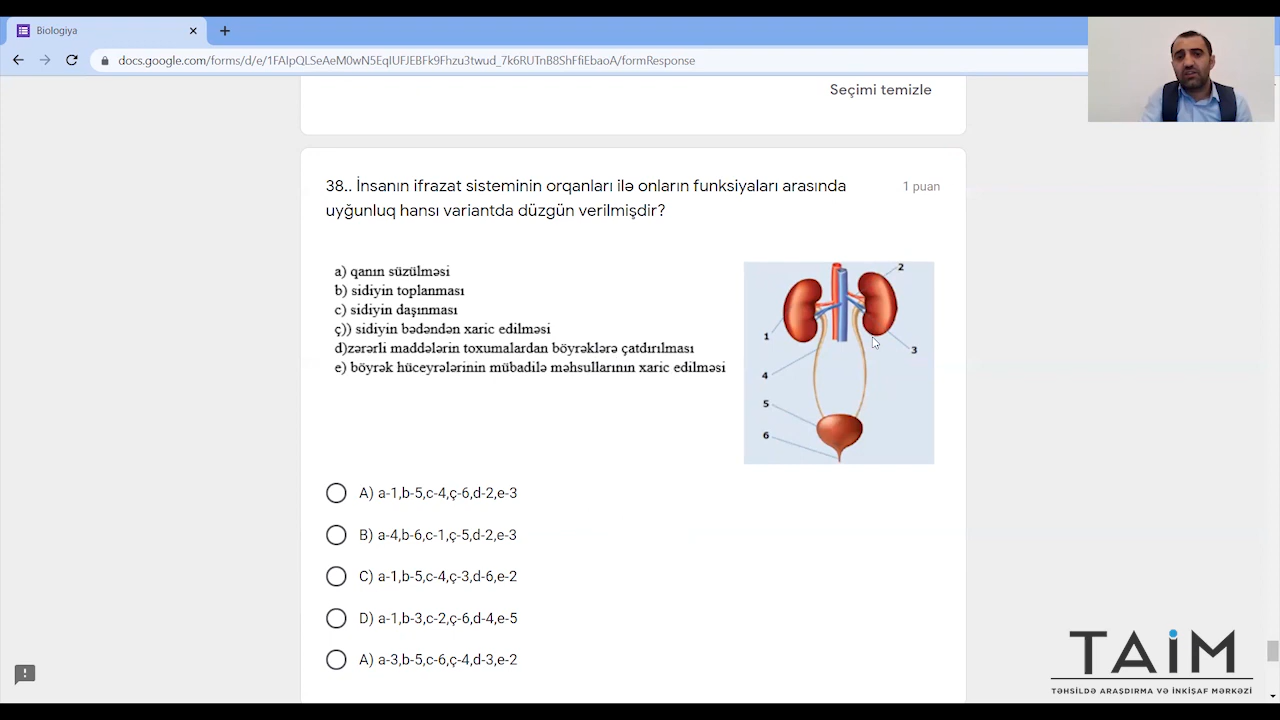 Biologiya
docs.google.com/forms/d/e/1FAIpQLSeAeM0wN5EqIUFJEBFk9Fhzu3twud_7k6RUTnB8ShFfiEbaoA/formResponse
Seçimi temizle
38.. İnsanın ifrazat sisteminin orqanları ilə onların funksiyaları arasında
uyğunluq hansı variantda düzgün verilmişdir?
1 puan
a) qanın süzülməsi
b) sidiyin toplanması
c) sidiyin daşınması
ç)) sidiyin bədəndən xaric edilməsi
d)zərərli maddələrin toxumalardan böyrəklərə çatdırılması
e) böyrək hüceyrələrinin mübadilə məhsullarının xaric edilməsi
2
1
3
4
5
6
A) a-1,b-5,c-4,ç-6,d-2,e-3
B) a-4,b-6,c-1,ç-5,d-2,e-3
C) a-1,b-5,c-4,ç-3,d-6,e-2
D) a-1,b-3,c-2,ç-6,d-4,e-5
A) a-3,b-5,c-6,ç-4,d-3,e-2
TAiM
TƏHSİLDƏ ARAŞDIRMA VƏ İNKİŞAF MƏRKƏZİ